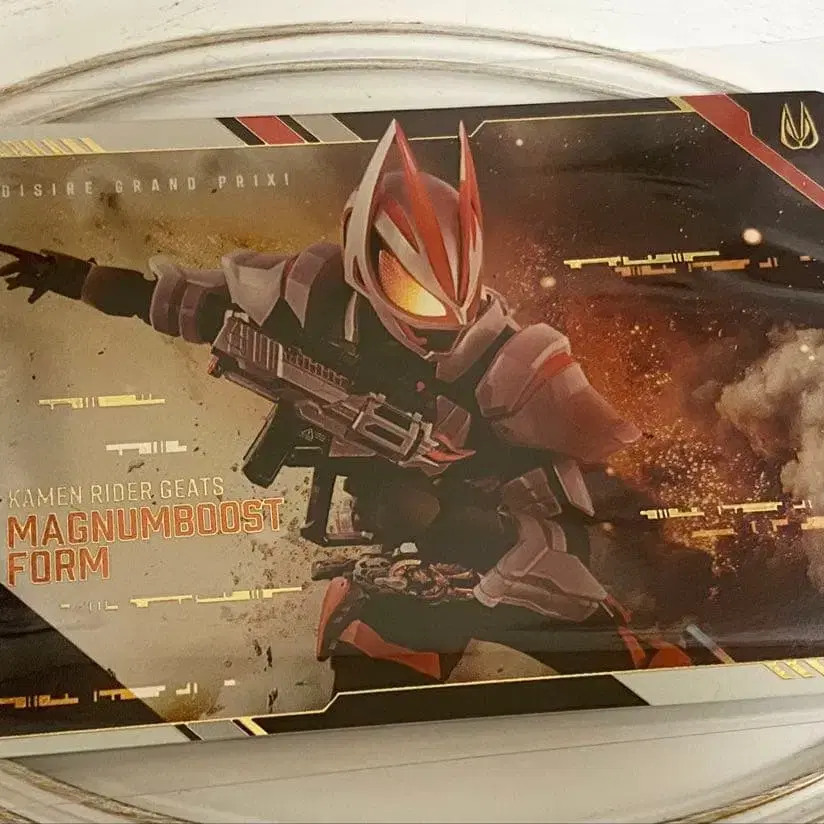 DISIRE GRAND PRIX!
KAMEN RIDER GEATS
MAGNUMBOOST
FORM